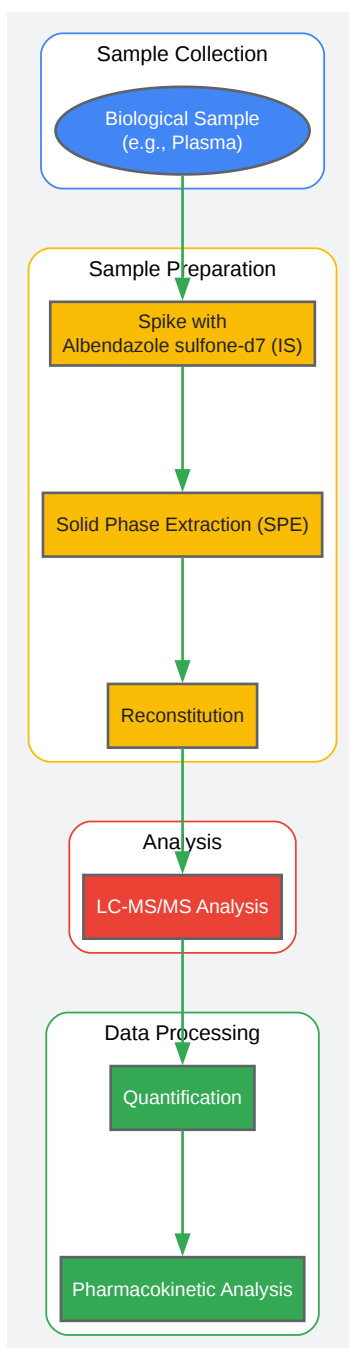 Sample Collection
Biological Sample
(e.g., Plasma)
Sample Preparation
Spike with
Albendazole sulfone-d7 (IS)
Solid Phase Extraction (SPE)
Reconstitution
Analysis
LC-MS/MS Analysis
Data Processing
Quantification
Pharmacokinetic Analysis